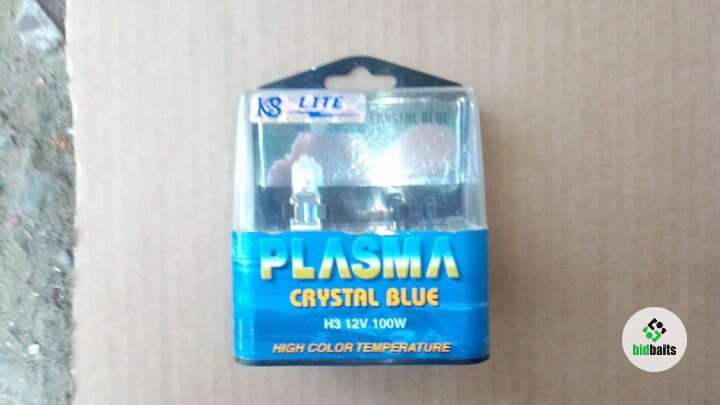 KS LITE
CRYSTAL BLUE
PLASMA
CRYSTAL BLUE
H3 12V 100W
HIGH COLOR TEMPERATURE
bidbaits